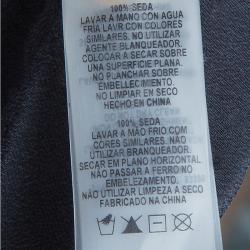 100% SEDA
LAVAR A MANO CON AGUA
FRÍA LAVR CON COLORES
SIMILARES. NO UTILIZAR
AGENTE BLANQUEADOR.
COLOCAR A SECAR SOBRE
UNA SUPERFICIE PLANA.
NO PLANCHAR SOBRE
EMBELLECIMIENTO.
NO LIMPIAR EN SECO
HECHO EN CHINA
100% SEDA
LAVAR A MÃO FRIO COM
CORES SIMILARES. NÃO
UTILIZAR BRANQUEADOR.
SECAR EM PLANO HORIZONTAL.
NÃO PASSAR A FERRO NO
EMBELEZAMENTO.
NÃO UTILIZAR LIMPEZA A SECO
FABRICADO NA CHINA